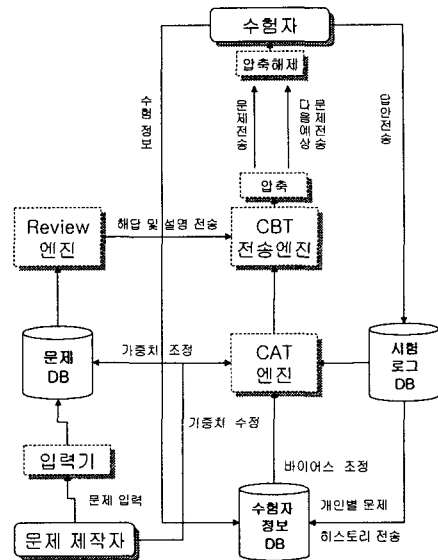 수험자
압축해제
수험 정보
문제전송
문제전송
다음예상
답안전송
압축
Review
엔진
해답 및 설명 전송
CBT
전송엔진
문제
DB
가중치 조정
CAT
엔진
시험
로그
DB
가중치 수정
입력기
바이어스 조정
문제 입력
수험자
정보
DB
개인별 문제
히스토리 전송
문제 제작자